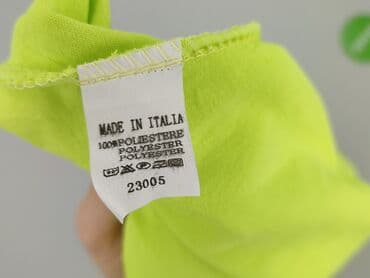 MADE IN ITALIA
100%POLIESTERE
POLYESTER
POLYESTER
23005